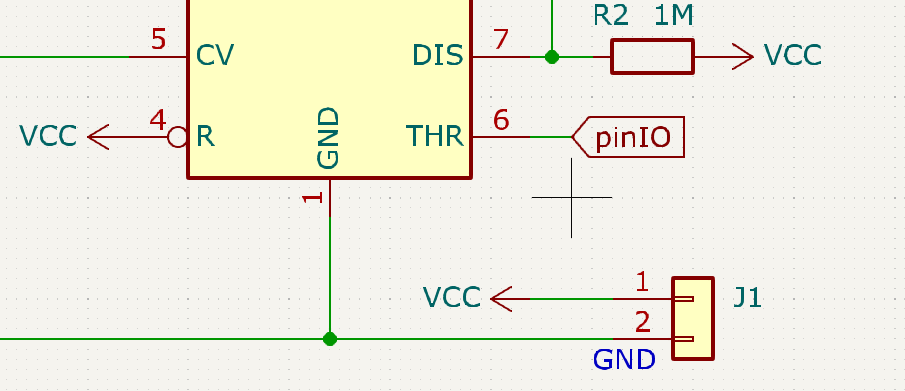 R2 1M
5 CV DIS 7 VCC
VCC 4 R GND THR 6 pinIO
1
VCC 1 J1
2
GND